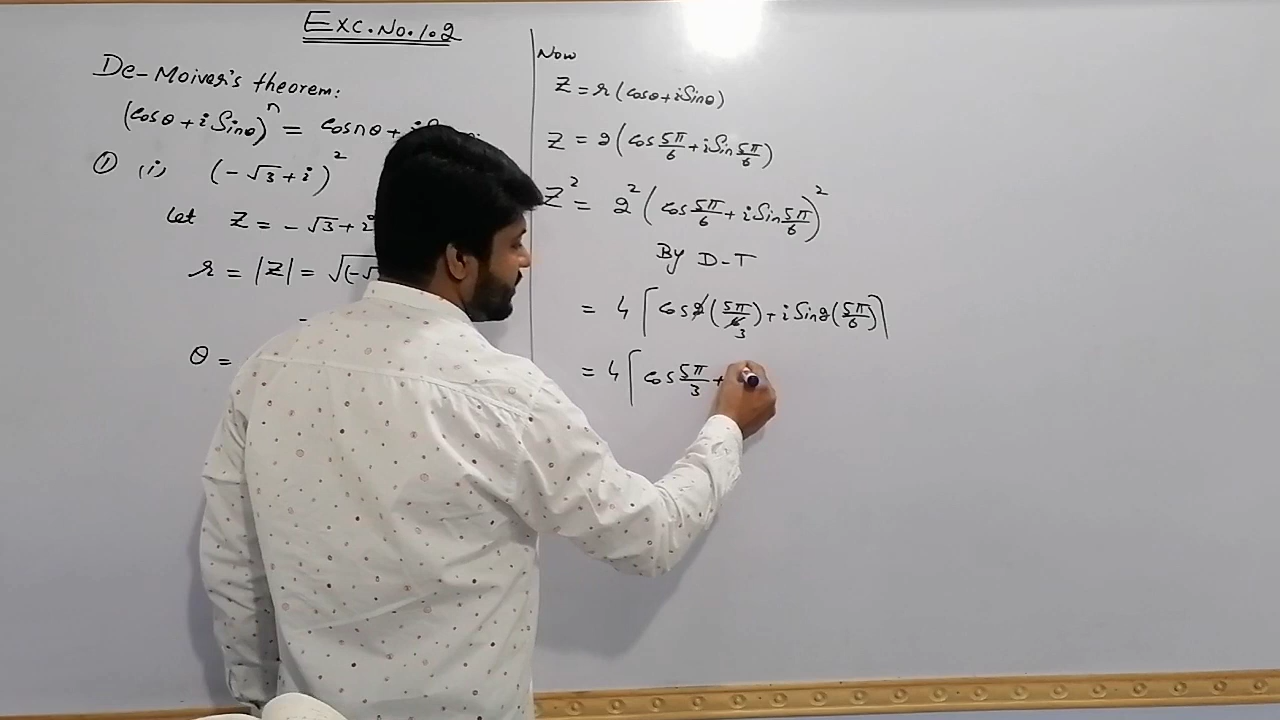 Exc.No.1.2
De-Moiver's theorem:
(cosθ + i Sinθ)^n = cosnθ +
① (i) (-√3 + i)^2
let Z = -√3 + i
r = |Z| = √(-√
=
θ =
Now
Z = r (cosθ + i Sinθ)
Z = 2 (cos 5π/6 + i Sin 5π/6)
Z^2 = 2^2 (cos 5π/6 + i Sin 5π/6)^2
By D-T
= 4 [cos 2 (5π/6) 3 + i Sin 2 (5π/6)]
= 4 [cos 5π/3 +